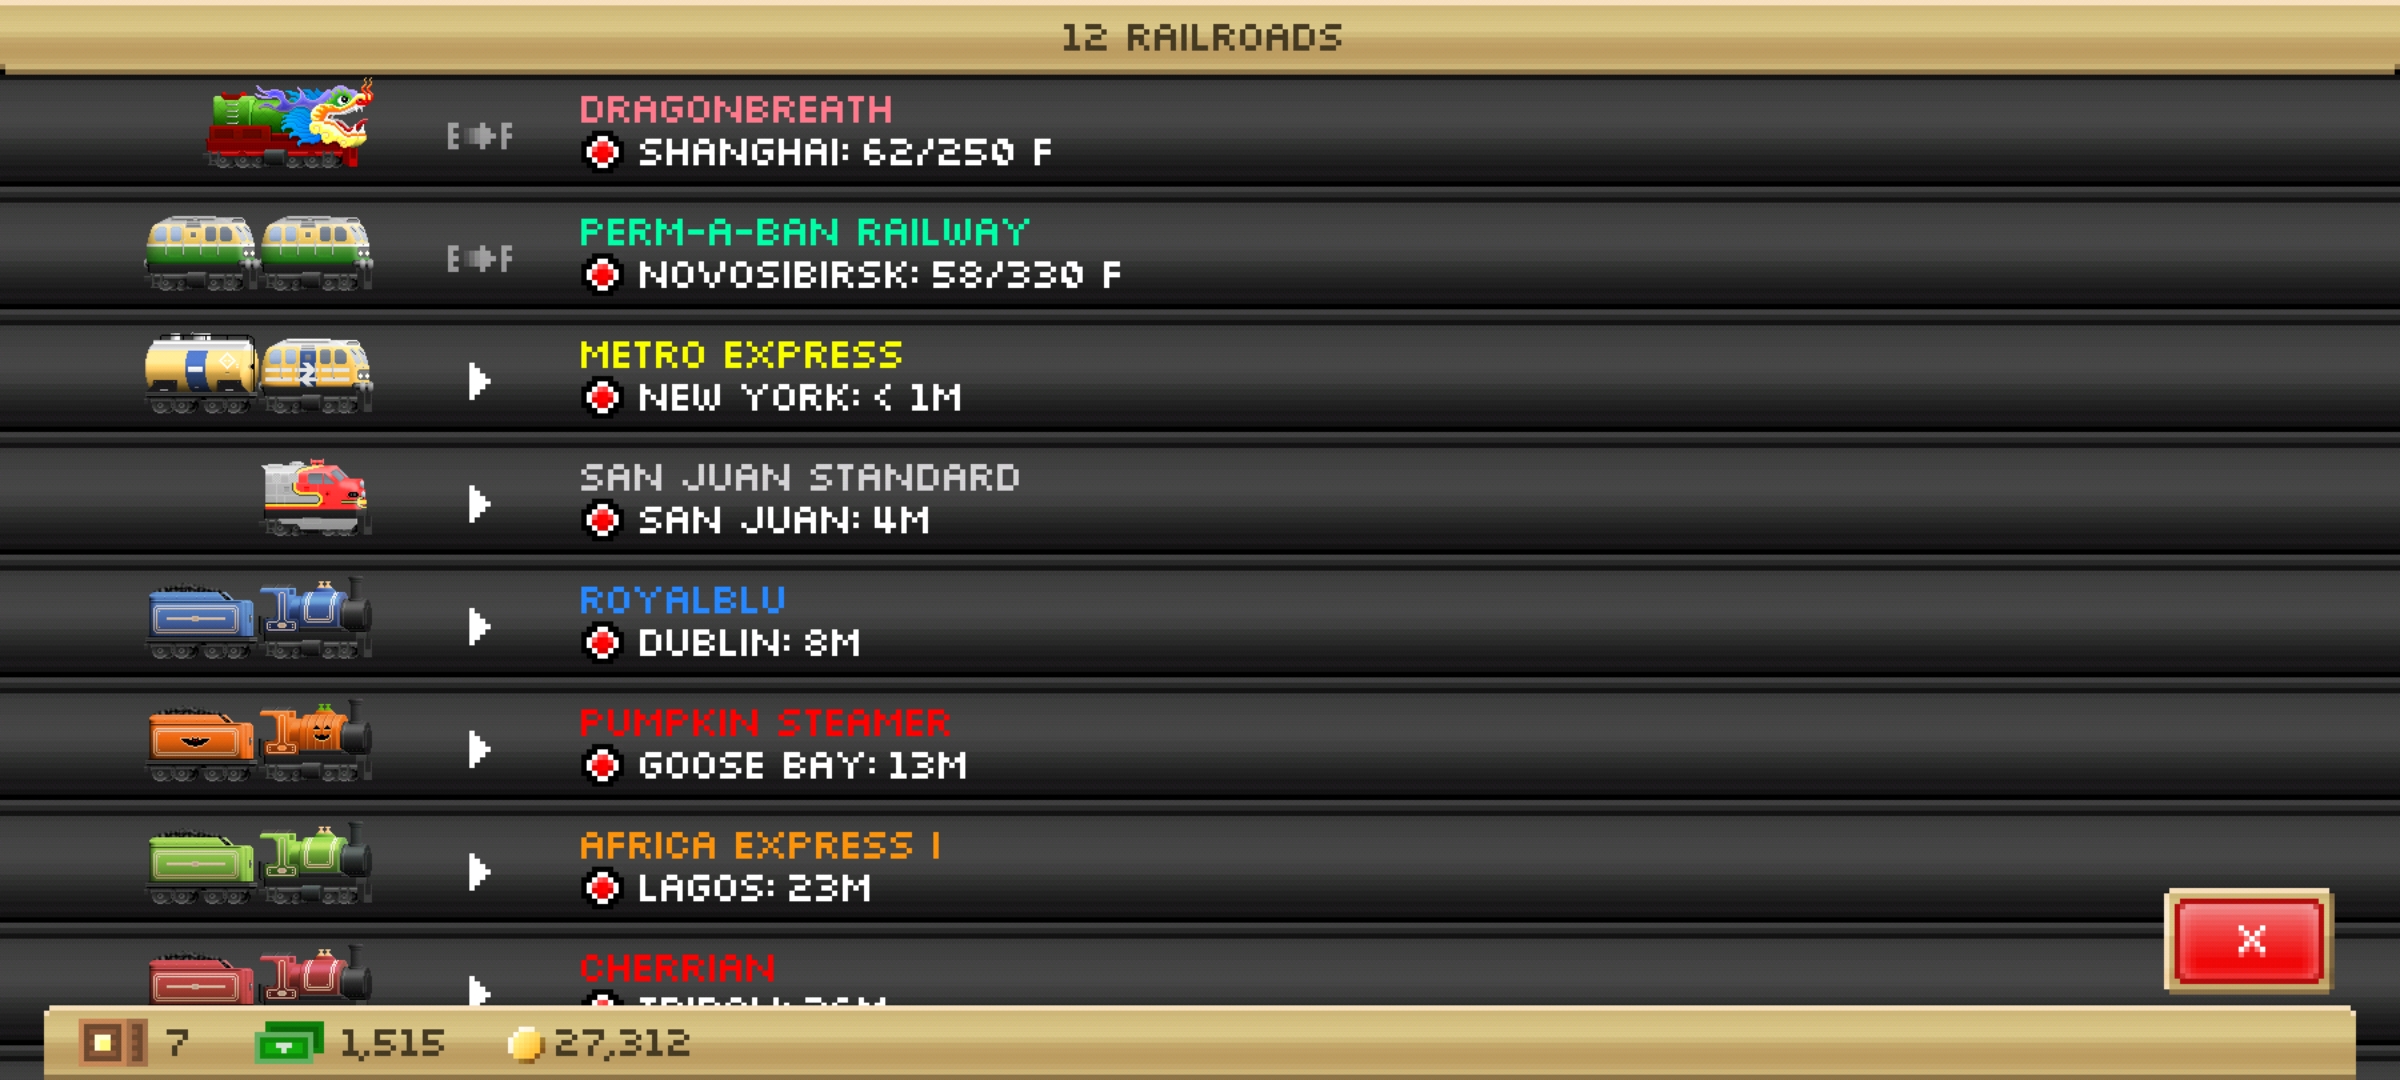 12 RAILROADS
DRAGONBREATH
E F
SHANGHAI: 62/250 F
PERM-A-BAN RAILWAY
E F
NOVOSIBIRSK: 58/330 F
METRO EXPRESS
NEW YORK: < 1M
SAN JUAN STANDARD
SAN JUAN: 4M
ROYALBLU
DUBLIN: 8M
PUMPKIN STEAMER
GOOSE BAY: 13M
AFRICA EXPRESS I
LAGOS: 23M
CHERRIAN
X
7 1,515 27,312